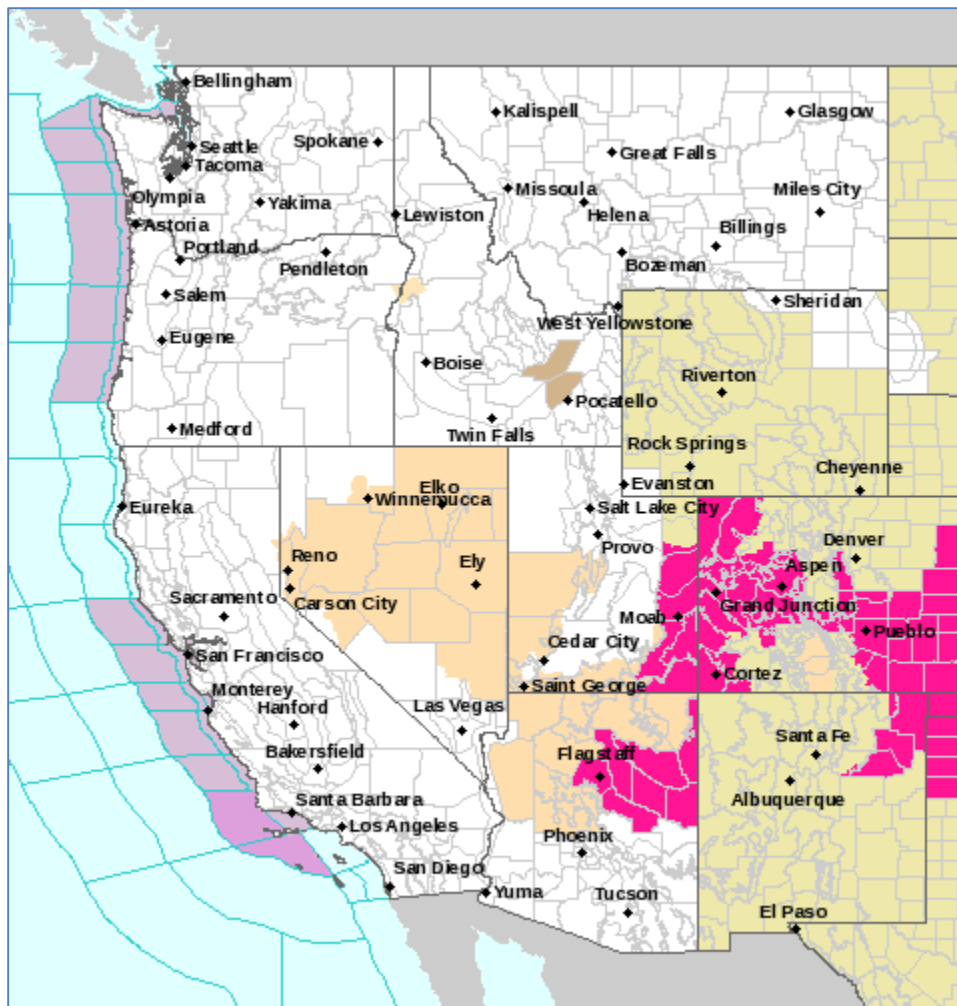 Bellingham
Kalispell
Glasgow
Spokane
Seattle
Great Falls
Tacoma
Missoula
Miles City
Olympia
Yakima
Lewiston
Helena
Astoria
Billings
Portland
Pendleton
Bozeman
Salem
Sheridan
West Yellowstone
Eugene
Boise
Riverton
Pocatello
Medford
Twin Falls
Rock Springs
Cheyenne
Elko
Evanston
Winnemucca
Eureka
Salt Lake City
Denver
Provo
Reno
Ely
Aspen
Sacramento
Carson City
Grand Junction
Moab
Pueblo
Cedar City
San Francisco
Cortez
Saint George
Monterey
Hanford
Las Vegas
Bakersfield
Flagstaff
Santa Fe
Albuquerque
Santa Barbara
Los Angeles
Phoenix
San Diego
Yuma
Tucson
El Paso